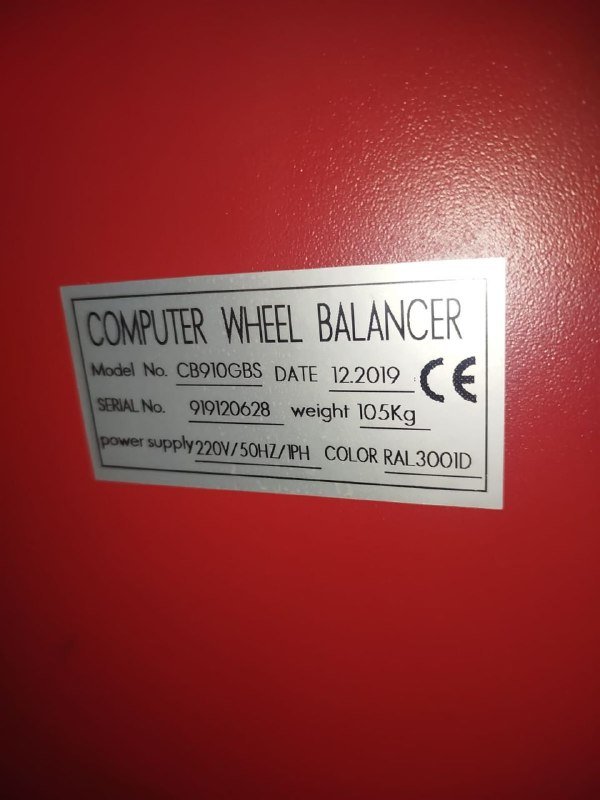 COMPUTER WHEEL BALANCER
Model No. CB910GBS DATE 12.2019 CE
SERIAL No. 919120628 weight 105Kg
power supply 220V/50HZ/1PH COLOR RAL3001D